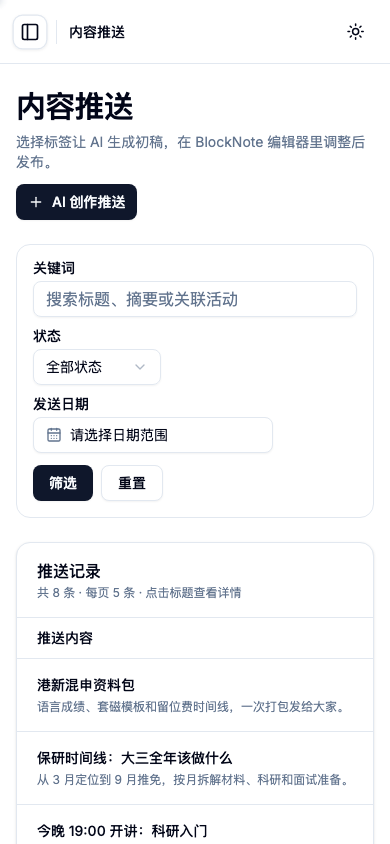 内容推送
内容推送
选择标签让 AI 生成初稿，在 BlockNote 编辑器里调整后
发布。
AI 创作推送
关键词
搜索标题、摘要或关联活动
状态
全部状态
发送日期
请选择日期范围
筛选 重置
推送记录
共 8 条 · 每页 5 条 · 点击标题查看详情
推送内容
港新混申资料包
语言成绩、套磁模板和留位费时间线，一次打包发给大家。
保研时间线：大三全年该做什么
从 3 月定位到 9 月推免，按月拆解材料、科研和面试准备。
今晚 19:00 开讲：科研入门